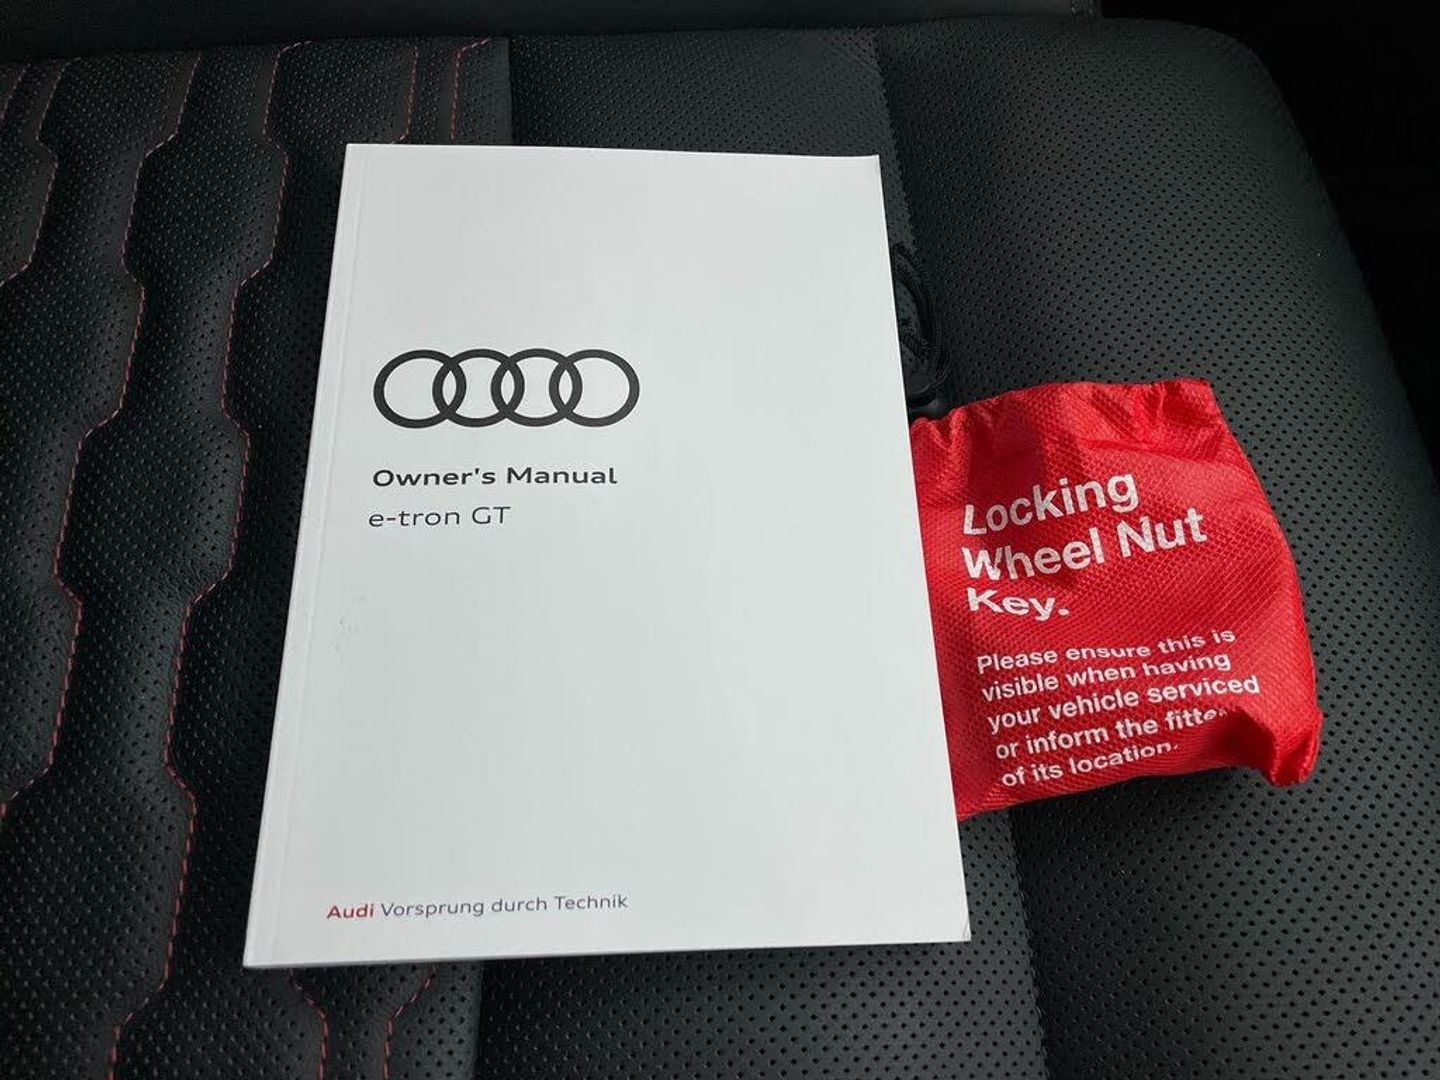 Owner's Manual
e-tron GT
Audi Vorsprung durch Technik
Locking
Wheel Nut
Key.
Please ensure this is
visible when having
your vehicle serviced
or inform the fitter
of its location.